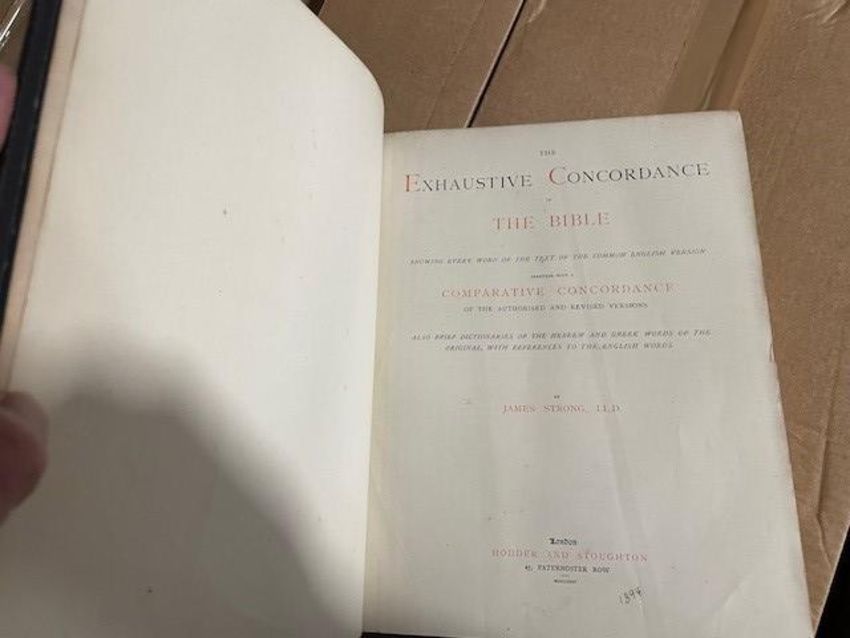 THE
EXHAUSTIVE CONCORDANCE
OF
THE BIBLE
SHOWING EVERY WORD OF THE TEXT OF THE COMMON ENGLISH VERSION
TOGETHER WITH A
COMPARATIVE CONCORDANCE
OF THE AUTHORISED AND REVISED VERSIONS
ALSO BRIEF DICTIONARIES OF THE HEBREW AND GREEK WORDS OF THE
ORIGINAL, WITH REFERENCES TO THE ENGLISH WORDS
BY
JAMES STRONG, LL.D.
London
HODDER AND STOUGHTON
27, PATERNOSTER ROW
1894